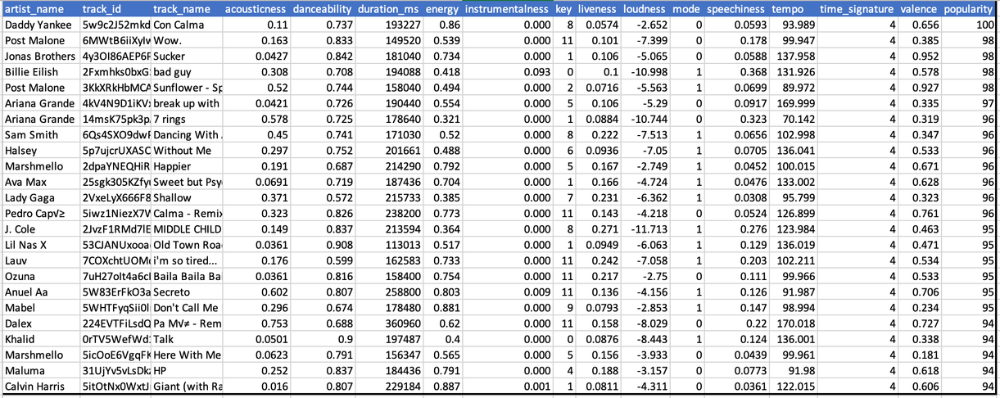 artist_name track_id track_name acousticness danceability duration_ms energy instrumentalness key liveness loudness mode speechiness tempo time_signature valence popularity
Daddy Yankee 5w9c2J52mkd Con Calma 0.11 0.737 193227 0.86 0.000 8 0.0574 -2.652 0 0.0593 93.989 4 0.656 100
Post Malone 6MWtB6iiXyIv Wow. 0.163 0.833 149520 0.539 0.000 11 0.101 -7.399 0 0.178 99.947 4 0.385 98
Jonas Brothers 4y3OI86AEP6F Sucker 0.0427 0.842 181040 0.734 0.000 1 0.106 -5.065 0 0.0588 137.958 4 0.952 98
Billie Eilish 2Fxmhks0bxG bad guy 0.308 0.708 194088 0.418 0.093 0 0.1 -10.998 1 0.368 131.926 4 0.578 98
Post Malone 3KkXRkHbMCA Sunflower - Sp 0.52 0.744 158040 0.494 0.000 2 0.0716 -5.563 1 0.0699 89.972 4 0.927 98
Ariana Grande 4kV4N9D1iKV break up with 0.0421 0.726 190440 0.554 0.000 5 0.106 -5.29 0 0.0917 169.999 4 0.335 97
Ariana Grande 14msK75pk3p 7 rings 0.578 0.725 178640 0.321 0.000 1 0.0884 -10.744 0 0.323 70.142 4 0.319 96
Sam Smith 6Qs4SXO9dwF Dancing With 0.45 0.741 171030 0.52 0.000 8 0.222 -7.513 1 0.0656 102.998 4 0.347 96
Halsey 5p7ujcrUXASC Without Me 0.297 0.752 201661 0.488 0.000 6 0.0936 -7.05 1 0.0705 136.041 4 0.533 96
Marshmello 2dpaYNEQHiR Happier 0.191 0.687 214290 0.792 0.000 5 0.167 -2.749 1 0.0452 100.015 4 0.671 96
Ava Max 25sgk305KZfy Sweet but Psy 0.0691 0.719 187436 0.704 0.000 1 0.166 -4.724 1 0.0476 133.002 4 0.628 96
Lady Gaga 2VxeLyX666F8 Shallow 0.371 0.572 215733 0.385 0.000 7 0.231 -6.362 1 0.0308 95.799 4 0.323 96
Pedro Cap√≥ 5iwz1NiezX7V Calma - Remix 0.323 0.826 238200 0.773 0.000 11 0.143 -4.218 0 0.0524 126.899 4 0.761 96
J. Cole 2JvzF1RMd7lE MIDDLE CHILD 0.149 0.837 213594 0.364 0.000 8 0.271 -11.713 1 0.276 123.984 4 0.463 95
Lil Nas X 53CJANUxooa Old Town Roa 0.0361 0.908 113013 0.517 0.000 1 0.0949 -6.063 1 0.129 136.019 4 0.471 95
Lauv 7COXchtUOM i'm so tired... 0.176 0.599 162583 0.733 0.000 11 0.242 -7.058 1 0.203 102.211 4 0.534 95
Ozuna 7uH27oIt4a6c Baila Baila Ba 0.0361 0.816 158400 0.754 0.000 11 0.217 -2.75 0 0.111 99.966 4 0.533 95
Anuel Aa 5W83ErFkO3a Secreto 0.602 0.807 258800 0.803 0.009 11 0.136 -4.156 1 0.126 91.987 4 0.706 95
Mabel 5WHTFyqSii0l Don't Call Me 0.296 0.674 178480 0.881 0.000 9 0.0793 -2.853 1 0.147 98.994 4 0.234 95
Dalex 224EVTFiLsdQ Pa M√≠ - Rem 0.753 0.688 360960 0.62 0.000 11 0.158 -8.029 0 0.22 170.018 4 0.727 94
Khalid 0rTV5WefWd Talk 0.0501 0.9 197487 0.4 0.000 0 0.0876 -8.443 1 0.124 136.001 4 0.338 94
Marshmello 5icOoE6VgqFK Here With Me 0.0623 0.791 156347 0.565 0.000 5 0.156 -3.933 0 0.0439 99.961 4 0.181 94
Maluma 31UjYv5vLsDk HP 0.252 0.837 184436 0.791 0.000 4 0.188 -3.157 0 0.0773 91.98 4 0.618 94
Calvin Harris 5itOtNx0WxtJ Giant (with Ra 0.016 0.807 229184 0.887 0.001 1 0.0811 -4.311 0 0.0361 122.015 4 0.606 94